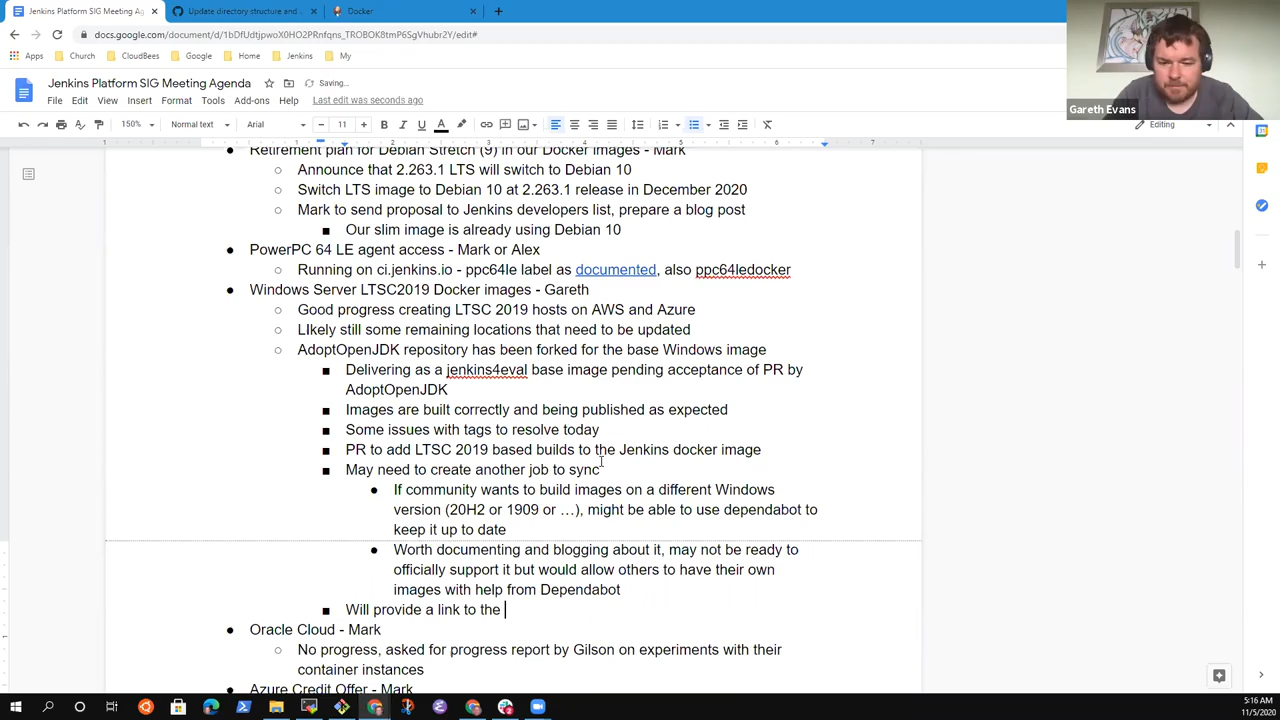 Jenkins Platform SIG Meeting Ag
Update directory structure and
Docker
docs.google.com/document/d/1bDfUdtjpwoX0HO2PRnfqns_TROBOK8tmP6SgVhubr2Y/edit#
Apps
Church
CloudBees
Google
Home
Jenkins
My
Jenkins Platform SIG Meeting Agenda
Saving...
File Edit View Insert Format Tools Add-ons Help Last edit was seconds ago
150% Normal text Arial 11 Editing
Gareth Evans
1 1 2 3 4 5 6 7
Retirement plan for Debian Stretch (9) in our Docker images - Mark
Announce that 2.263.1 LTS will switch to Debian 10
Switch LTS image to Debian 10 at 2.263.1 release in December 2020
Mark to send proposal to Jenkins developers list, prepare a blog post
Our slim image is already using Debian 10
PowerPC 64 LE agent access - Mark or Alex
Running on ci.jenkins.io - ppc64le label as documented, also ppc64ledocker
Windows Server LTSC2019 Docker images - Gareth
Good progress creating LTSC 2019 hosts on AWS and Azure
LIkely still some remaining locations that need to be updated
AdoptOpenJDK repository has been forked for the base Windows image
Delivering as a jenkins4eval base image pending acceptance of PR by
AdoptOpenJDK
Images are built correctly and being published as expected
Some issues with tags to resolve today
PR to add LTSC 2019 based builds to the Jenkins docker image
May need to create another job to sync
If community wants to build images on a different Windows
version (20H2 or 1909 or …), might be able to use dependabot to
keep it up to date
Worth documenting and blogging about it, may not be ready to
officially support it but would allow others to have their own
images with help from Dependabot
Will provide a link to the
Oracle Cloud - Mark
No progress, asked for progress report by Gilson on experiments with their
container instances
Azure Credit Offer - Mark
5:16 AM
11/5/2020